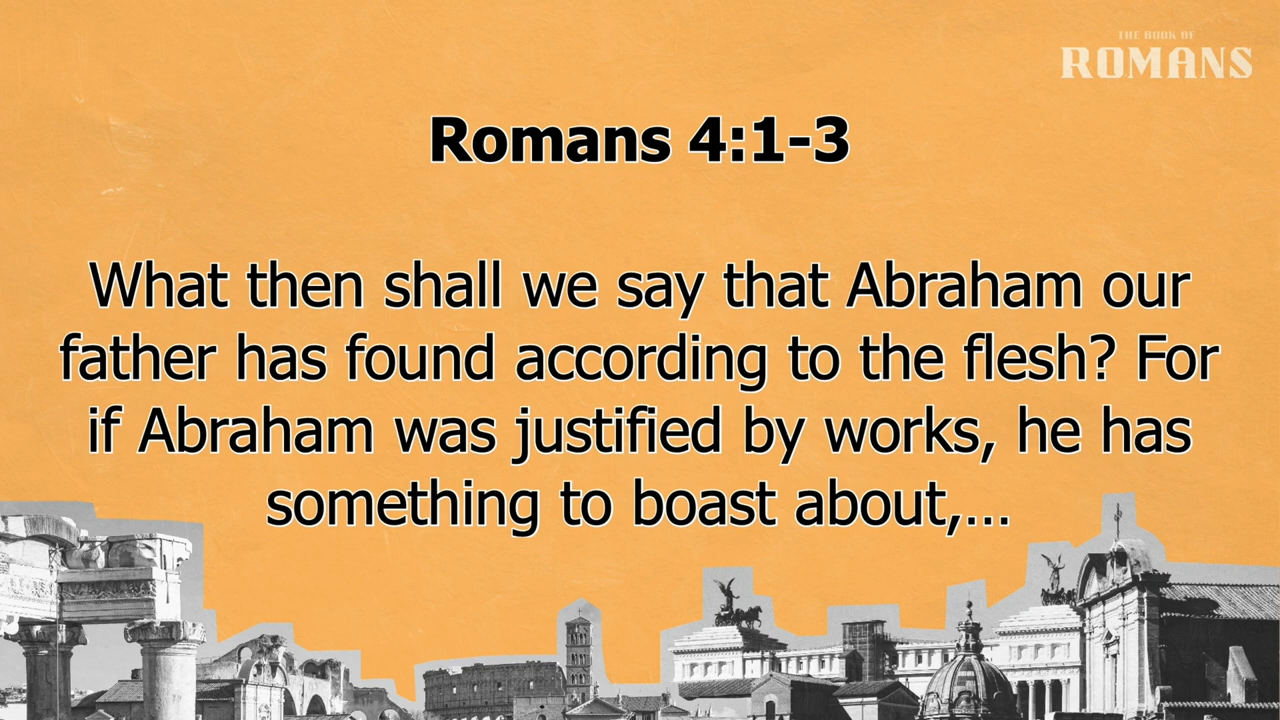 THE BOOK OF
ROMANS
Romans 4:1-3
What then shall we say that Abraham our
father has found according to the flesh? For
if Abraham was justified by works, he has
something to boast about,...